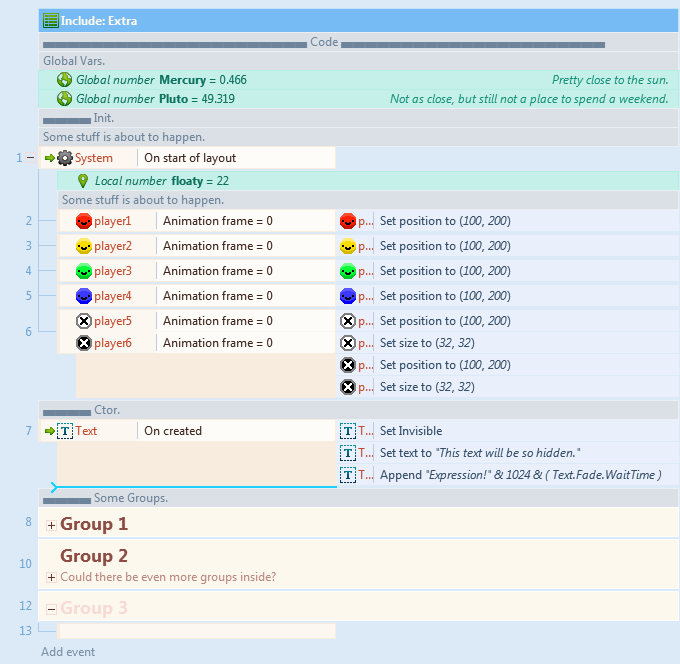 Include: Extra
Code
Global Vars.
Global number Mercury = 0.466 Pretty close to the sun.
Global number Pluto = 49.319 Not as close, but still not a place to spend a weekend.
Init.
Some stuff is about to happen.
1 System On start of layout
Local number floaty = 22
Some stuff is about to happen.
2 player1 Animation frame = 0 p... Set position to (100, 200)
3 player2 Animation frame = 0 p... Set position to (100, 200)
4 player3 Animation frame = 0 p... Set position to (100, 200)
5 player4 Animation frame = 0 p... Set position to (100, 200)
player5 Animation frame = 0 p... Set position to (100, 200)
6 player6 Animation frame = 0 p... Set size to (32, 32)
p... Set position to (100, 200)
p... Set size to (32, 32)
Ctor.
7 T Text On created T T... Set Invisible
T T... Set text to "This text will be so hidden."
T T... Append "Expression!" & 1024 & ( Text.Fade.WaitTime )
Some Groups.
8 Group 1
Group 2
10 Could there be even more groups inside?
12 Group 3
13
Add event